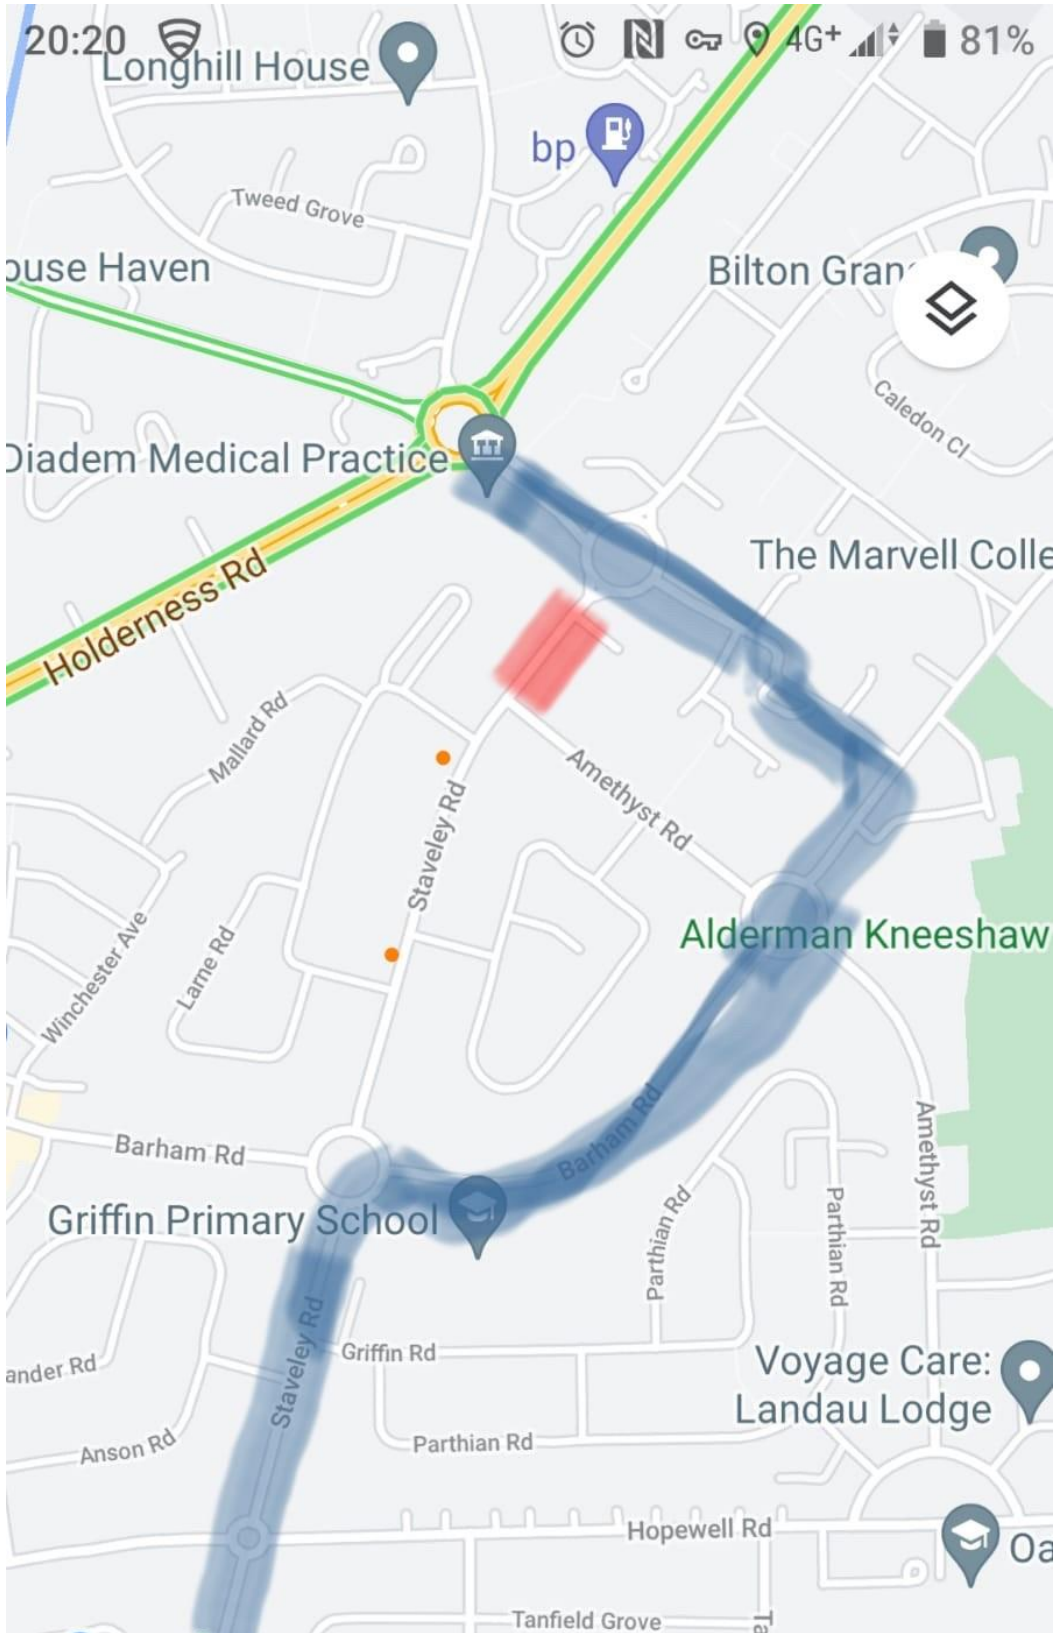 20:20
4G+
81%
Longhill House
bp
Tweed Grove
ouse Haven
Bilton Gran
Caledon Cl
Diadem Medical Practice
The Marvell Colle
Holderness Rd
Mallard Rd
Amethyst Rd
Staveley Rd
Alderman Kneeshaw
Winchester Ave
Larne Rd
Barham Rd
Barham Rd
Amethyst Rd
Griffin Primary School
Parthian Rd
Parthian Rd
Staveley Rd
Griffin Rd
ander Rd
Voyage Care:
Landau Lodge
Anson Rd
Parthian Rd
Hopewell Rd
Oa
Tanfield Grove
Ta